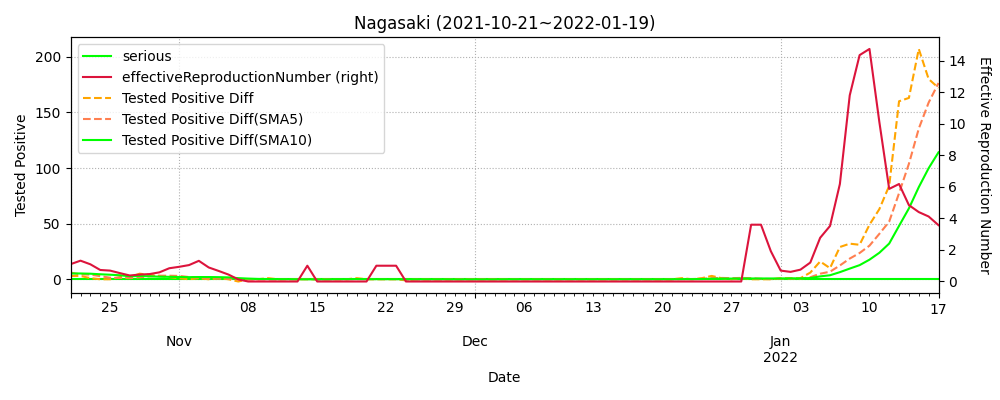 Nagasaki (2021-10-21~2022-01-19)
serious
effectiveReproductionNumber (right)
Tested Positive Diff
Tested Positive Diff(SMA5)
Tested Positive Diff(SMA10)
Tested Positive
200
150
100
50
0
Effective Reproduction Number
14
12
10
8
6
4
2
0
25 08 15 22 29 06 13 20 27 03 10 17
Nov Dec Jan
2022
Date